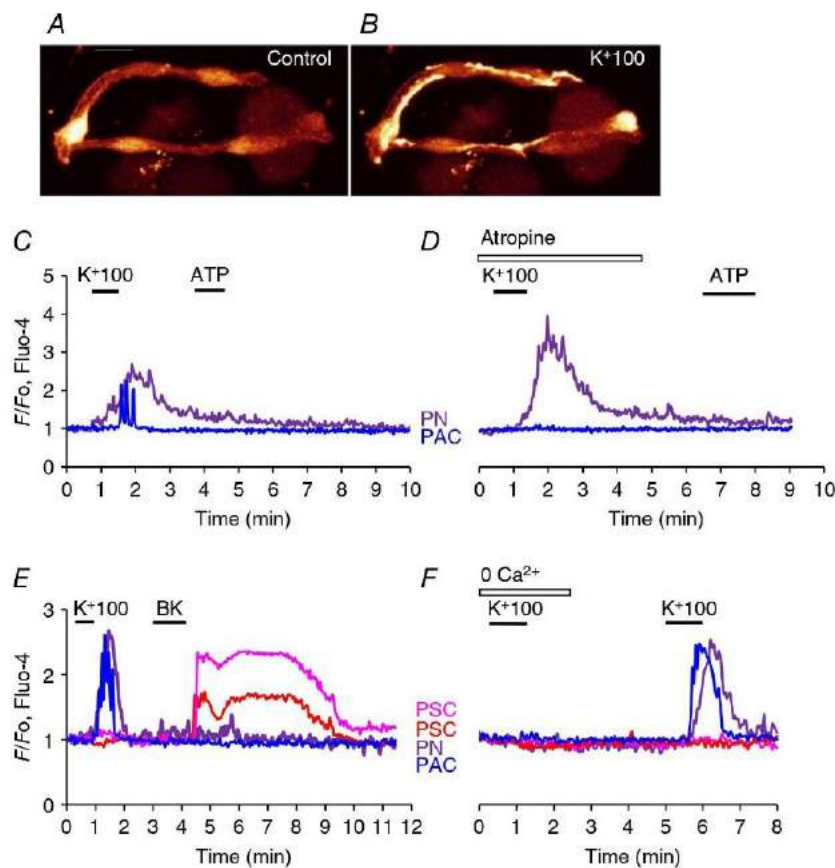 A
B
Control
K⁺100
C
D
Atropine
K⁺100
ATP
K⁺100
ATP
5
4
3
2
1
0
F/Fo, Fluo-4
PN
PAC
0 1 2 3 4 5 6 7 8 9 10
Time (min)
0 1 2 3 4 5 6 7 8 9 10
Time (min)
E
F
0 Ca²⁺
K⁺100
BK
K⁺100
K⁺100
3
2
1
0
F/Fo, Fluo-4
PSC
PSC
PN
PAC
0 1 2 3 4 5 6 7 8 9 10 11 12
Time (min)
0 1 2 3 4 5 6 7 8
Time (min)